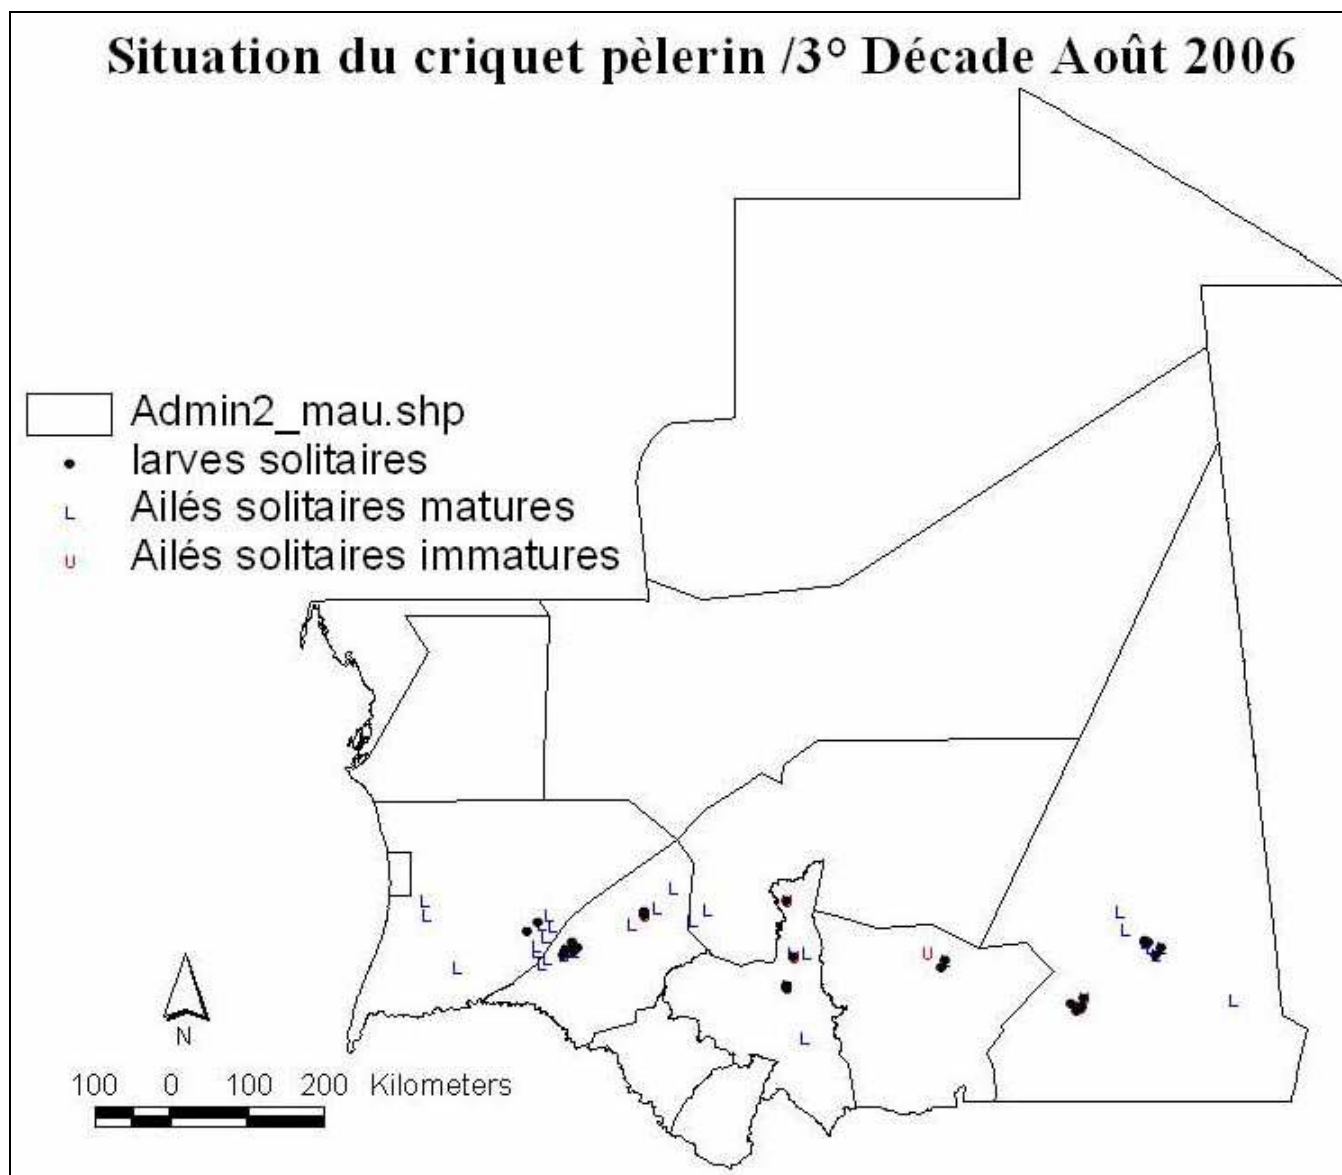 Situation du criquet pèlerin /3° Décade Août 2006
Admin2_mau.shp
larves solitaires
L Ailés solitaires matures
U Ailés solitaires immatures
N
100 0 100 200 Kilometers